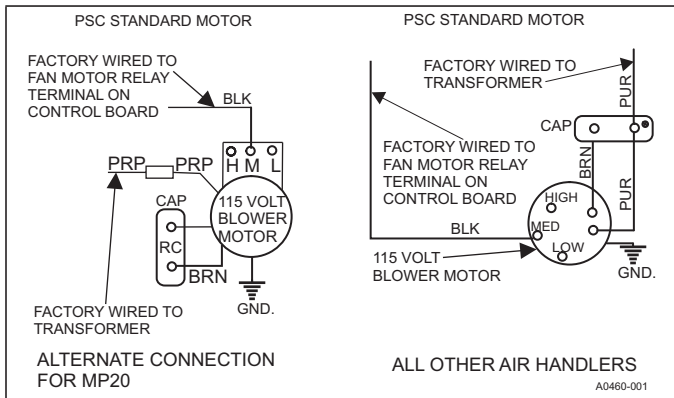 PSC STANDARD MOTOR
FACTORY WIRED TO
FAN MOTOR RELAY
TERMINAL ON
CONTROL BOARD
BLK
H M L
PRP PRP
CAP
115 VOLT
BLOWER
MOTOR
RC
BRN
GND.
FACTORY WIRED TO
TRANSFORMER
ALTERNATE CONNECTION
FOR MP20
PSC STANDARD MOTOR
FACTORY WIRED TO
TRANSFORMER
PUR
CAP
FACTORY WIRED TO
FAN MOTOR RELAY
TERMINAL ON
CONTROL BOARD
BRN
PUR
HIGH
MED
LOW
BLK
115 VOLT
BLOWER MOTOR
GND.
ALL OTHER AIR HANDLERS
A0460-001